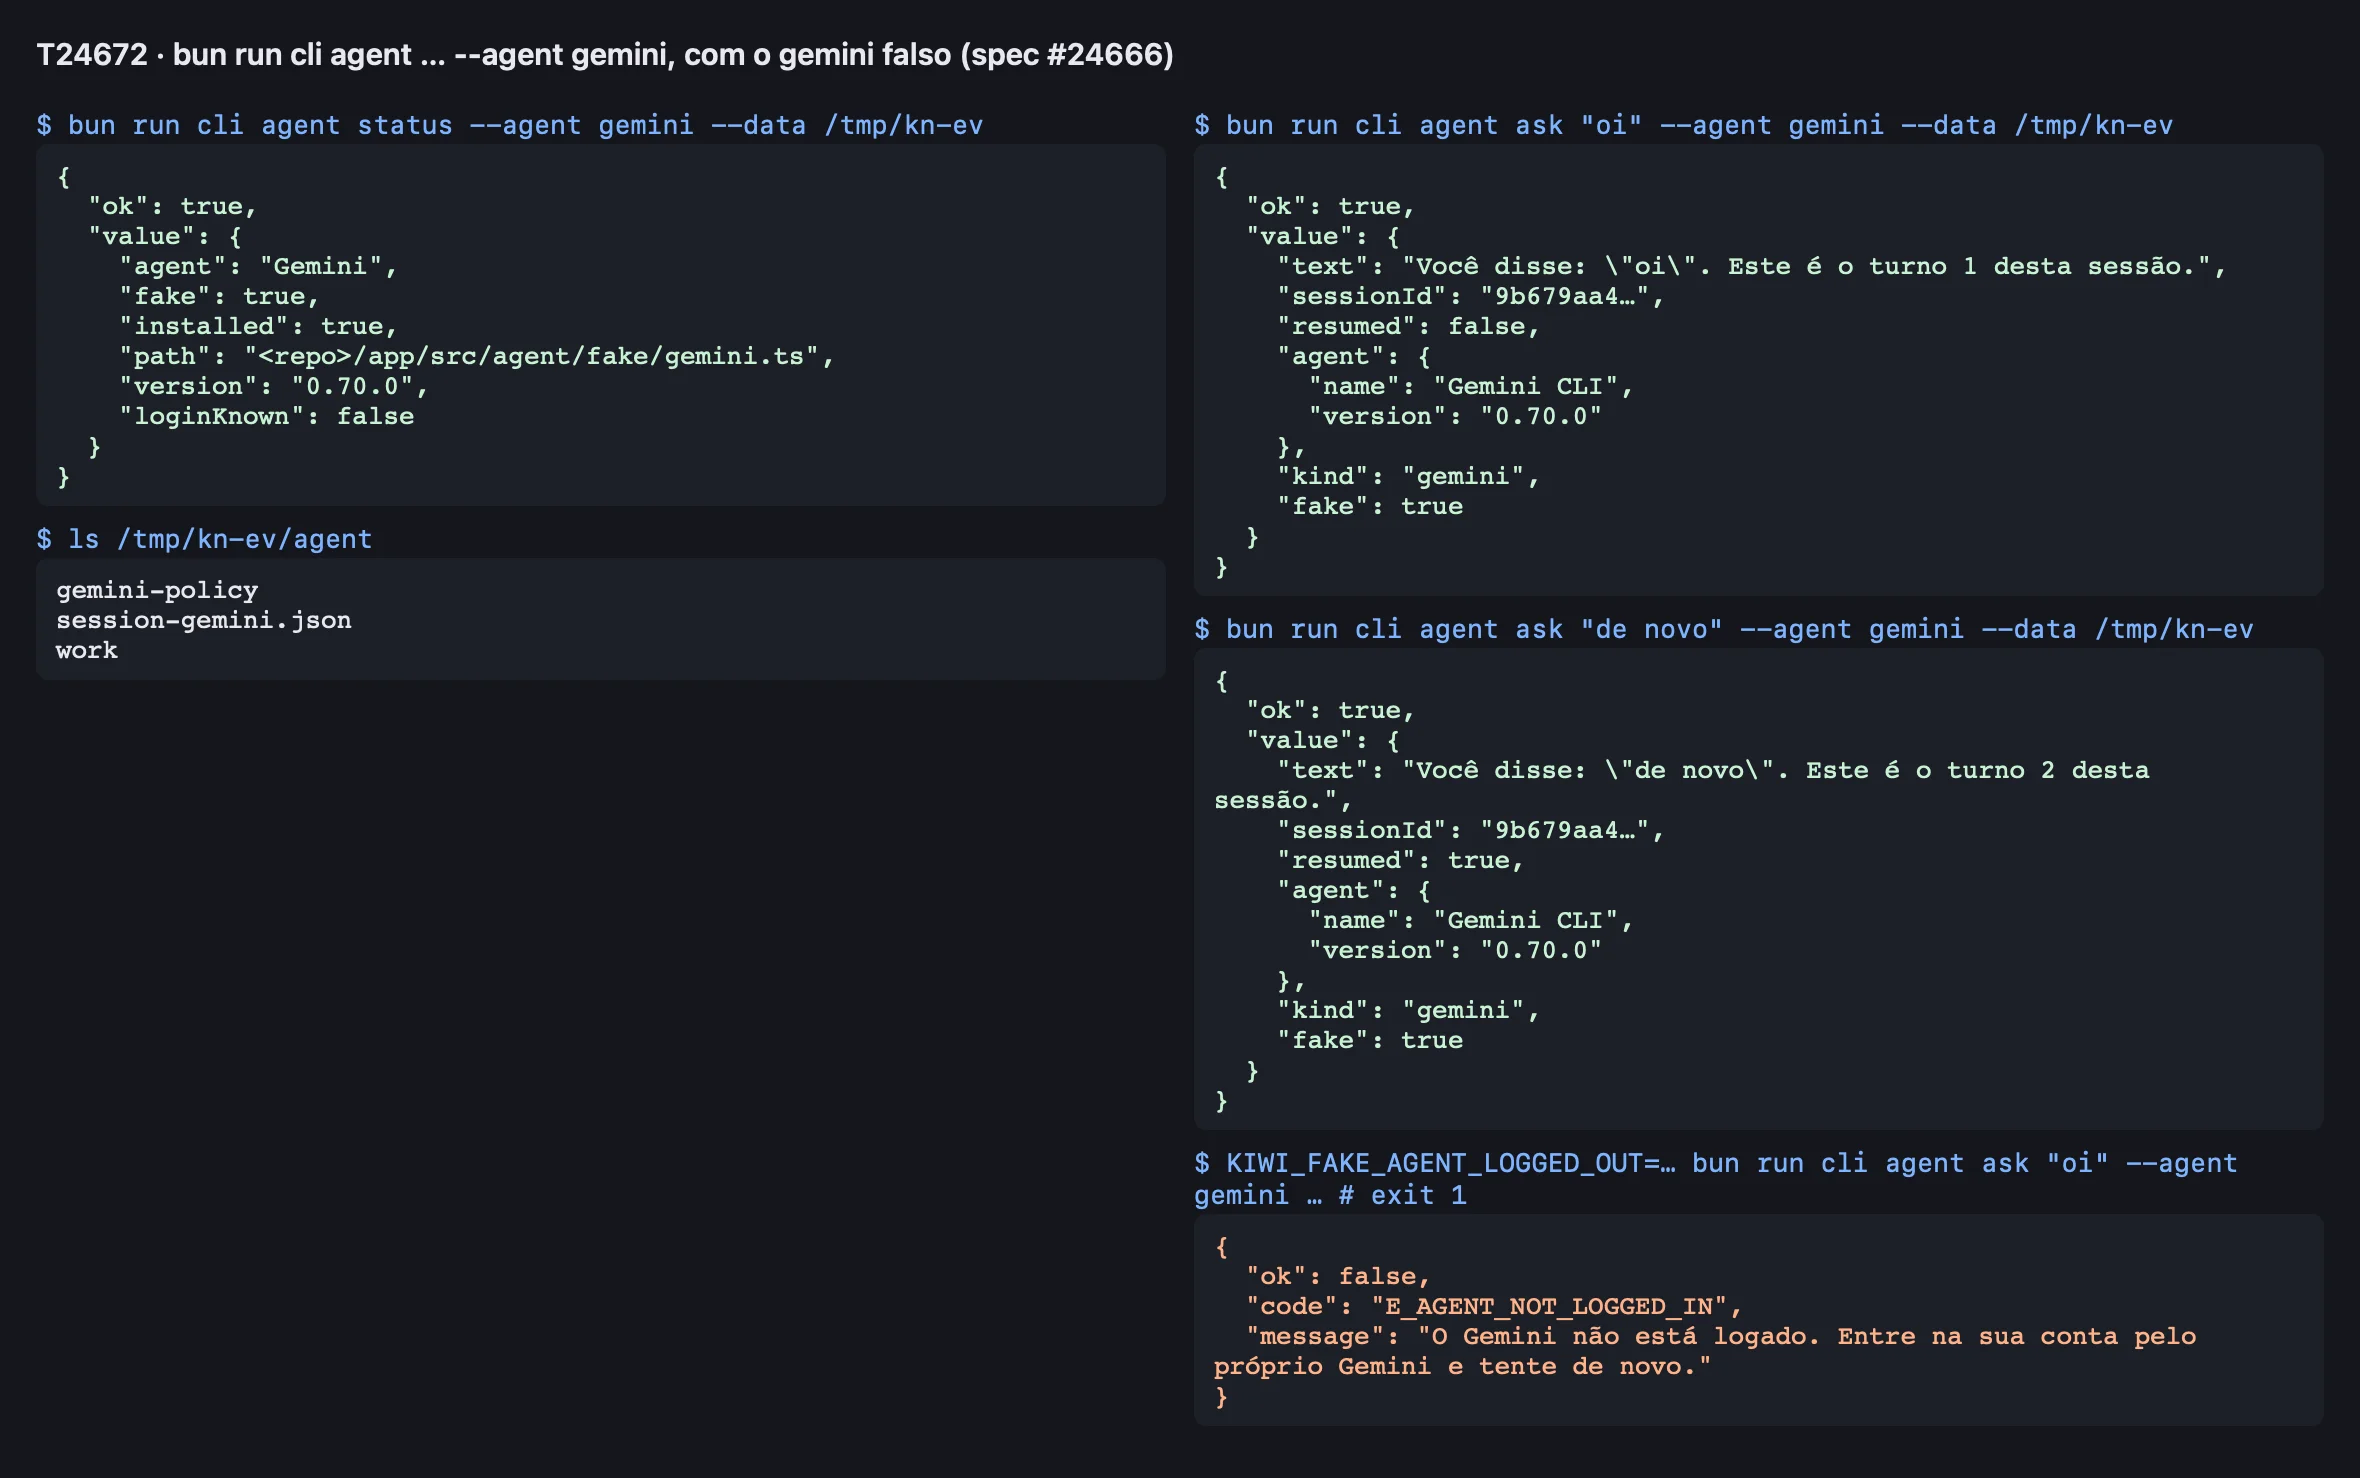 T24672 · bun run cli agent ... --agent gemini, com o gemini falso (spec #24666)
$ bun run cli agent status --agent gemini --data /tmp/kn-ev
{
  "ok": true,
  "value": {
    "agent": "Gemini",
    "fake": true,
    "installed": true,
    "path": "<repo>/app/src/agent/fake/gemini.ts",
    "version": "0.70.0",
    "loginKnown": false
  }
}
$ ls /tmp/kn-ev/agent
gemini-policy
session-gemini.json
work
$ bun run cli agent ask "oi" --agent gemini --data /tmp/kn-ev
{
  "ok": true,
  "value": {
    "text": "Você disse: \"oi\". Este é o turno 1 desta sessão.",
    "sessionId": "9b679aa4…",
    "resumed": false,
    "agent": {
      "name": "Gemini CLI",
      "version": "0.70.0"
    },
    "kind": "gemini",
    "fake": true
  }
}
$ bun run cli agent ask "de novo" --agent gemini --data /tmp/kn-ev
{
  "ok": true,
  "value": {
    "text": "Você disse: \"de novo\". Este é o turno 2 desta
sessão.",
    "sessionId": "9b679aa4…",
    "resumed": true,
    "agent": {
      "name": "Gemini CLI",
      "version": "0.70.0"
    },
    "kind": "gemini",
    "fake": true
  }
}
$ KIWI_FAKE_AGENT_LOGGED_OUT=… bun run cli agent ask "oi" --agent
gemini … # exit 1
{
  "ok": false,
  "code": "E_AGENT_NOT_LOGGED_IN",
  "message": "O Gemini não está logado. Entre na sua conta pelo
próprio Gemini e tente de novo."
}